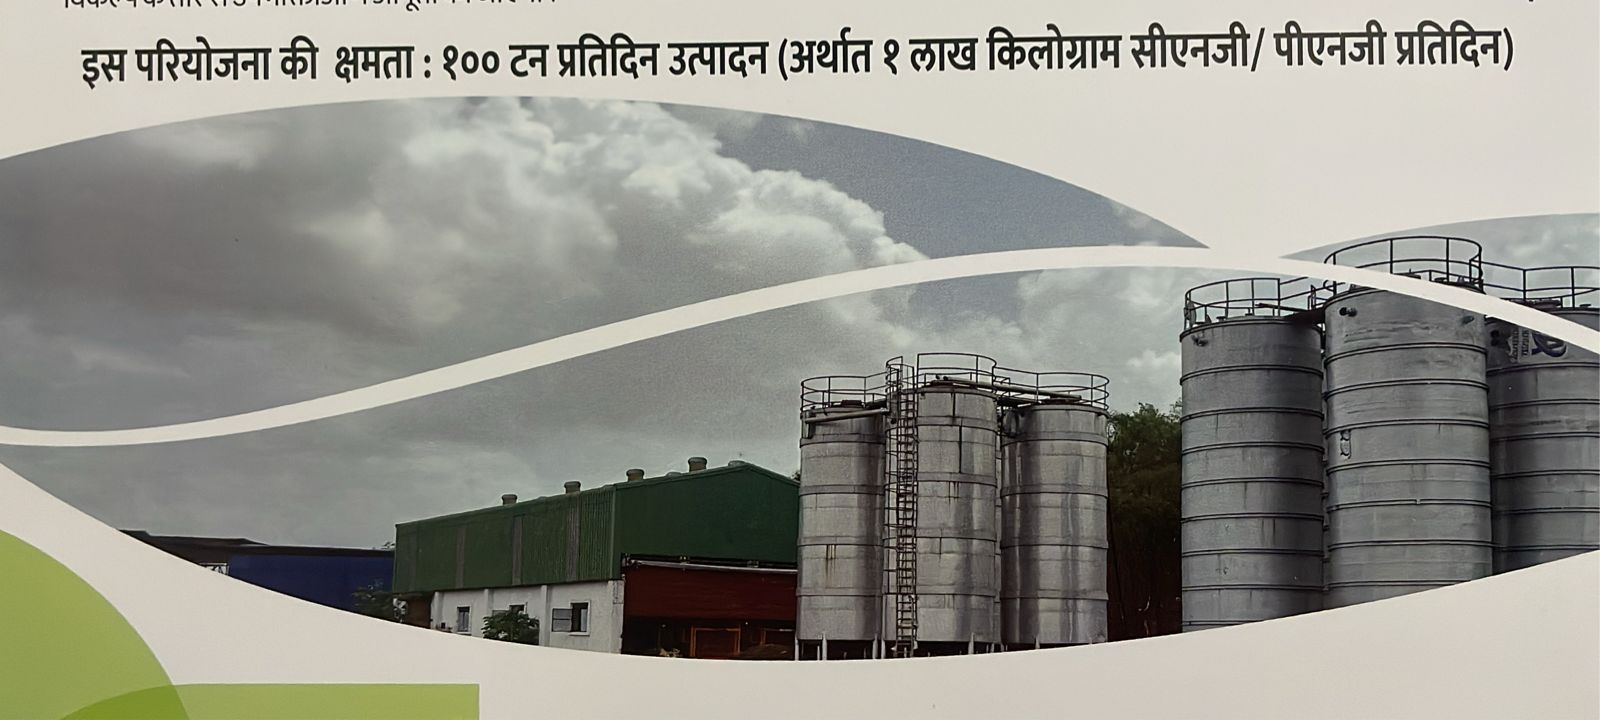 इस परियोजना की क्षमता : १०० टन प्रतिदिन उत्पादन (अर्थात १ लाख किलोग्राम सीएनजी/ पीएनजी प्रतिदिन)